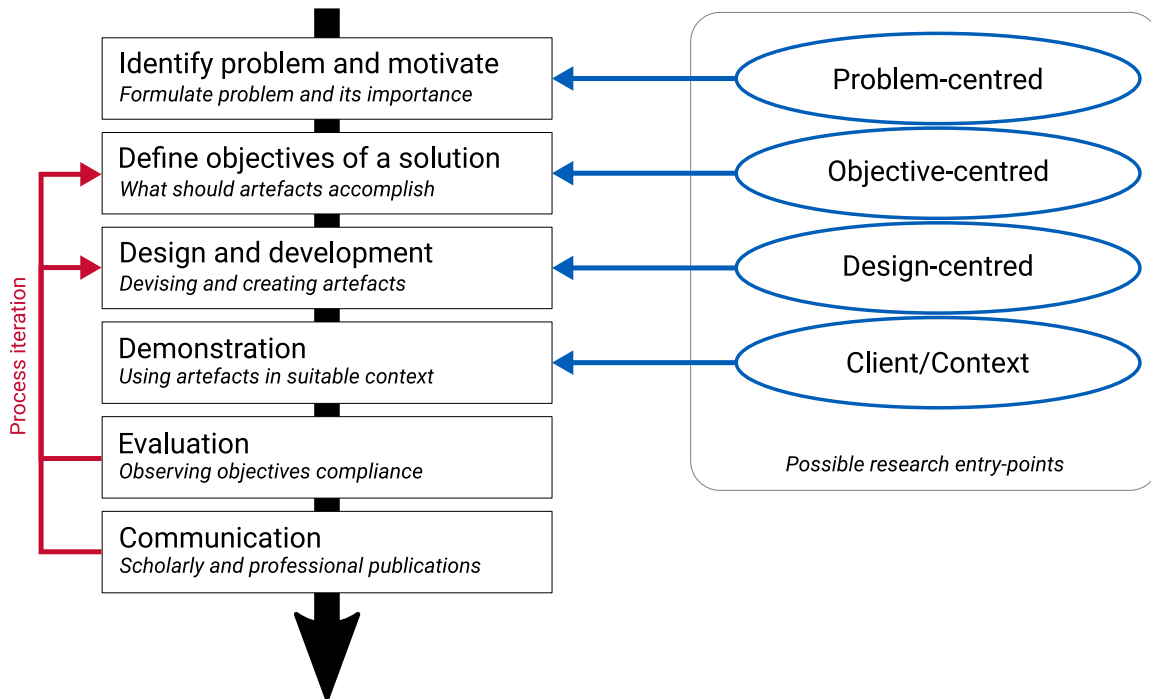 Identify problem and motivate
Formulate problem and its importance
Define objectives of a solution
What should artefacts accomplish
Design and development
Devising and creating artefacts
Demonstration
Using artefacts in suitable context
Evaluation
Observing objectives compliance
Communication
Scholarly and professional publications
Process iteration
Problem-centred
Objective-centred
Design-centred
Client/Context
Possible research entry-points